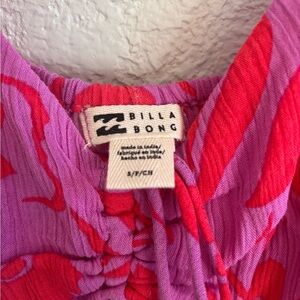 BILLA
BONG
made in India/
fabriqué en Inde/
hecho en India
S/P/CH